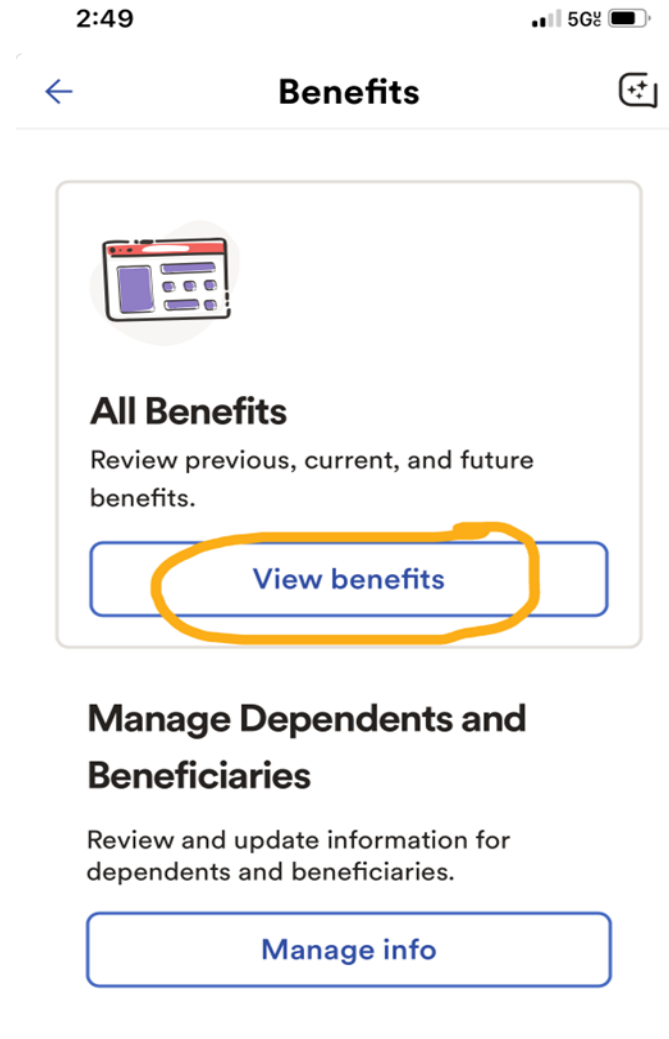 2:49
Benefits
All Benefits
Review previous, current, and future
benefits.
View benefits
Manage Dependents and
Beneficiaries
Review and update information for
dependents and beneficiaries.
Manage info